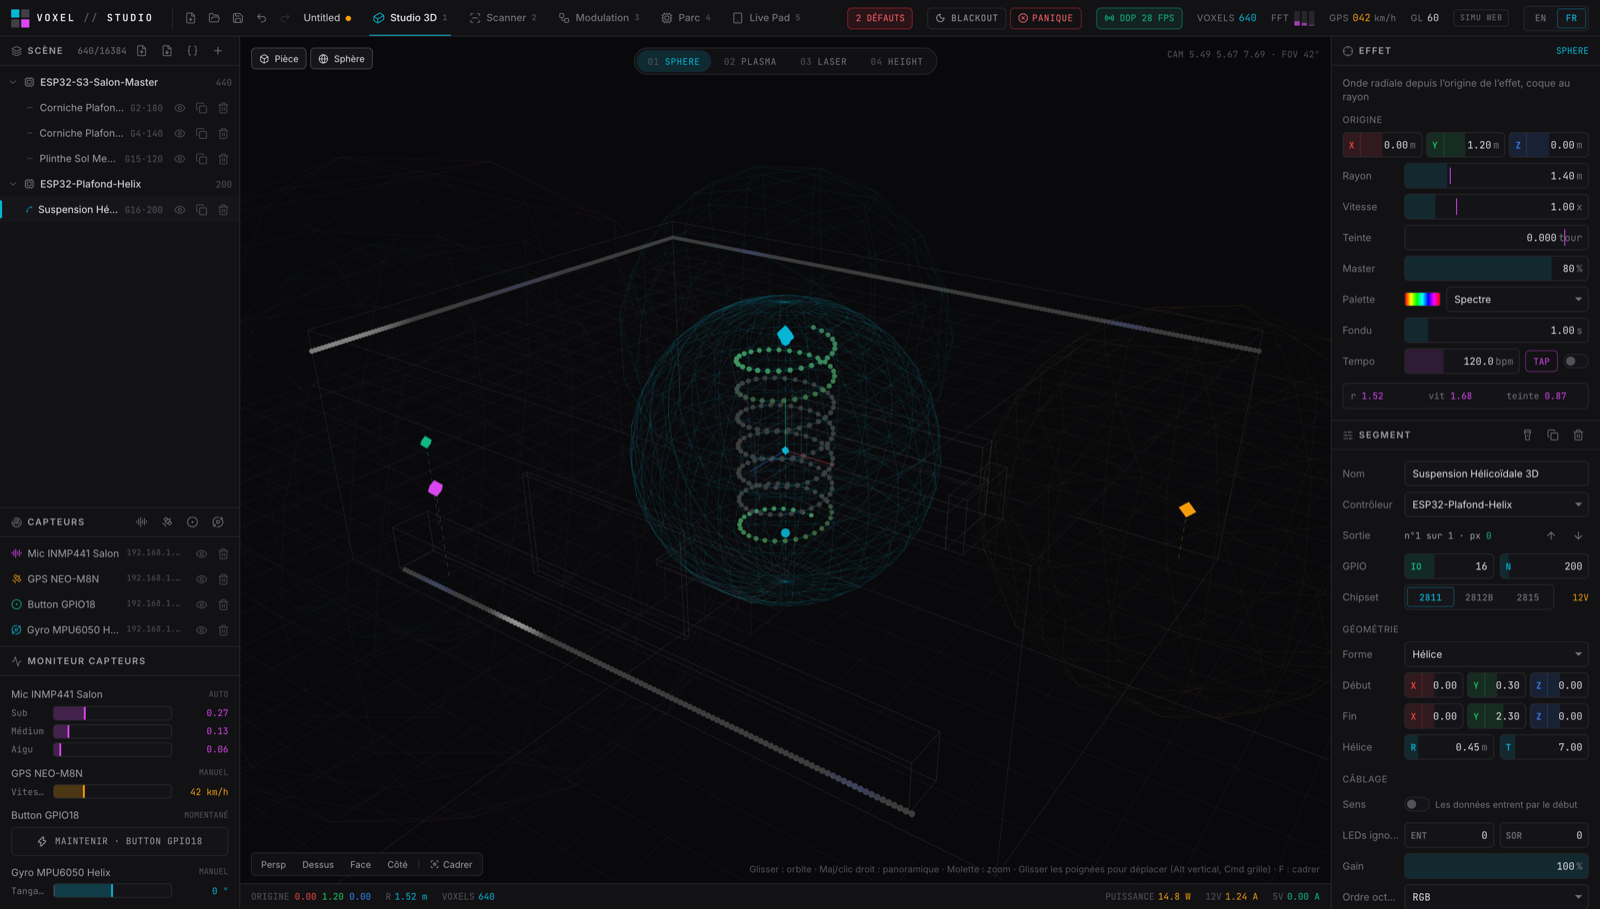 VOXEL // STUDIO
Untitled
Studio 3D 1
Scanner 2
Modulation 3
Parc 4
Live Pad 5
2 DÉFAUTS
BLACKOUT
PANIQUE
DDP 28 FPS
VOXELS 640
FFT
GPS 042 km/h
GL 60
SIMU WEB
EN
FR
SCÈNE 640/16384
ESP32-S3-Salon-Master 440
Corniche Plafon... G2·180
Corniche Plafon... G4·140
Plinthe Sol Me... G15·120
ESP32-Plafond-Helix 200
Suspension Hé... G16·200
CAPTEURS
Mic INMP441 Salon 192.168.1...
GPS NEO-M8N 192.168.1...
Button GPIO18 192.168.1...
Gyro MPU6050 H... 192.168.1...
MONITEUR CAPTEURS
Mic INMP441 Salon AUTO
Sub 0.27
Médium 0.13
Aigu 0.06
GPS NEO-M8N MANUEL
Vites... 42 km/h
Button GPIO18 MOMENTANÉ
MAINTENIR · BUTTON GPIO18
Gyro MPU6050 Helix MANUEL
Tanga... 0 °
Pièce
Sphère
01 SPHERE
02 PLASMA
03 LASER
04 HEIGHT
CAM 5.49 5.67 7.69 · FOV 42°
Persp
Dessus
Face
Côté
Cadrer
Glisser : orbite · Maj/clic droit : panoramique · Molette : zoom · Glisser les poignées pour déplacer (Alt vertical, Cmd grille) · F : cadrer
ORIGINE 0.00 1.20 0.00 R 1.52 m VOXELS 640
PUISSANCE 14.8 W 12V 1.24 A 5V 0.00 A
EFFET SPHERE
Onde radiale depuis l'origine de l'effet, coque au
rayon
ORIGINE
X 0.00 m Y 1.20 m Z 0.00 m
Rayon 1.40 m
Vitesse 1.00 x
Teinte 0.000 tour
Master 80 %
Palette Spectre
Fondu 1.00 s
Tempo 120.0 bpm TAP
r 1.52 vit 1.68 teinte 0.87
SEGMENT
Nom Suspension Hélicoïdale 3D
Contrôleur ESP32-Plafond-Helix
Sortie n°1 sur 1 · px 0
GPIO IO 16 N 200
Chipset 2811 2812B 2815 12V
GÉOMÉTRIE
Forme Hélice
Début X 0.00 Y 0.30 Z 0.00
Fin X 0.00 Y 2.30 Z 0.00
Hélice R 0.45 m T 7.00
CÂBLAGE
Sens Les données entrent par le début
LEDs igno... ENT 0 SOR 0
Gain 100 %
Ordre oct... RGB